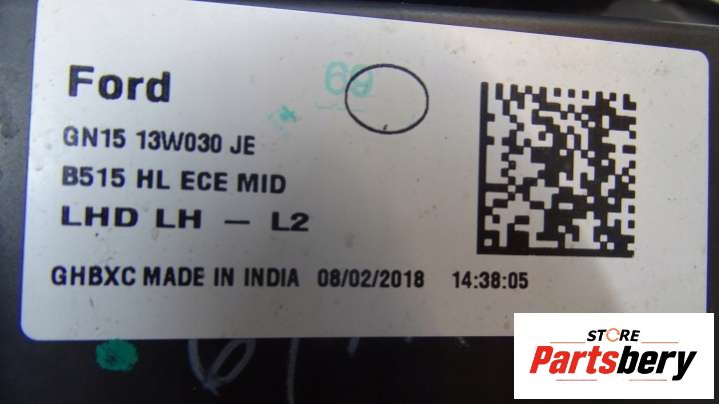 Ford
69
GN15 13W030 JE
B515 HL ECE MID
LHD LH – L2
GHBXC MADE IN INDIA 08/02/2018 14:38:05
STORE
Partsbery